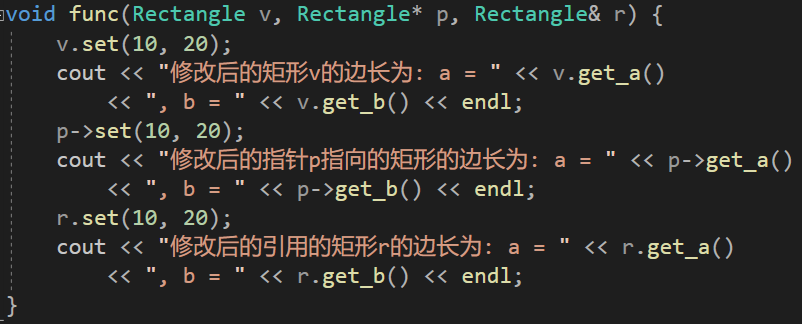 void func(Rectangle v, Rectangle* p, Rectangle& r) {
    v.set(10, 20);
    cout << "修改后的矩形v的边长为: a = " << v.get_a()
        << ", b = " << v.get_b() << endl;
    p->set(10, 20);
    cout << "修改后的指针p指向的矩形的边长为: a = " << p->get_a()
        << ", b = " << p->get_b() << endl;
    r.set(10, 20);
    cout << "修改后的引用的矩形r的边长为: a = " << r.get_a()
        << ", b = " << r.get_b() << endl;
}